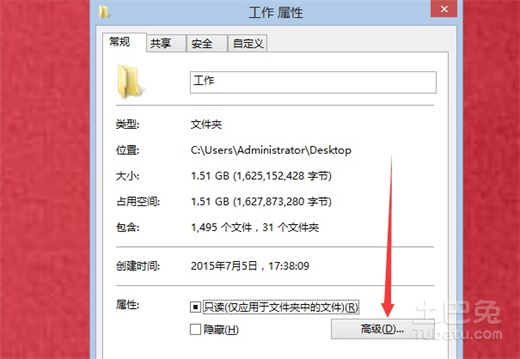 工作 属性
常规 共享 安全 自定义
工作
类型: 文件夹
位置: C:\Users\Administrator\Desktop
大小: 1.51 GB (1,625,152,428 字节)
占用空间: 1.51 GB (1,627,873,280 字节)
包含: 1,495 个文件，31 个文件夹
创建时间: 2015年7月5日，17:38:09
属性: 只读(仅应用于文件夹中的文件)(R)
隐藏(H) 高级(D)...
土巴兔
Tubatu.com